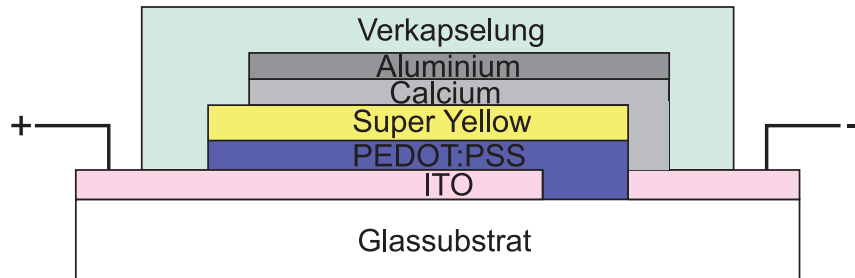 Verkapselung
Aluminium
Calcium
+
-
Super Yellow
PEDOT:PSS
ITO
Glassubstrat